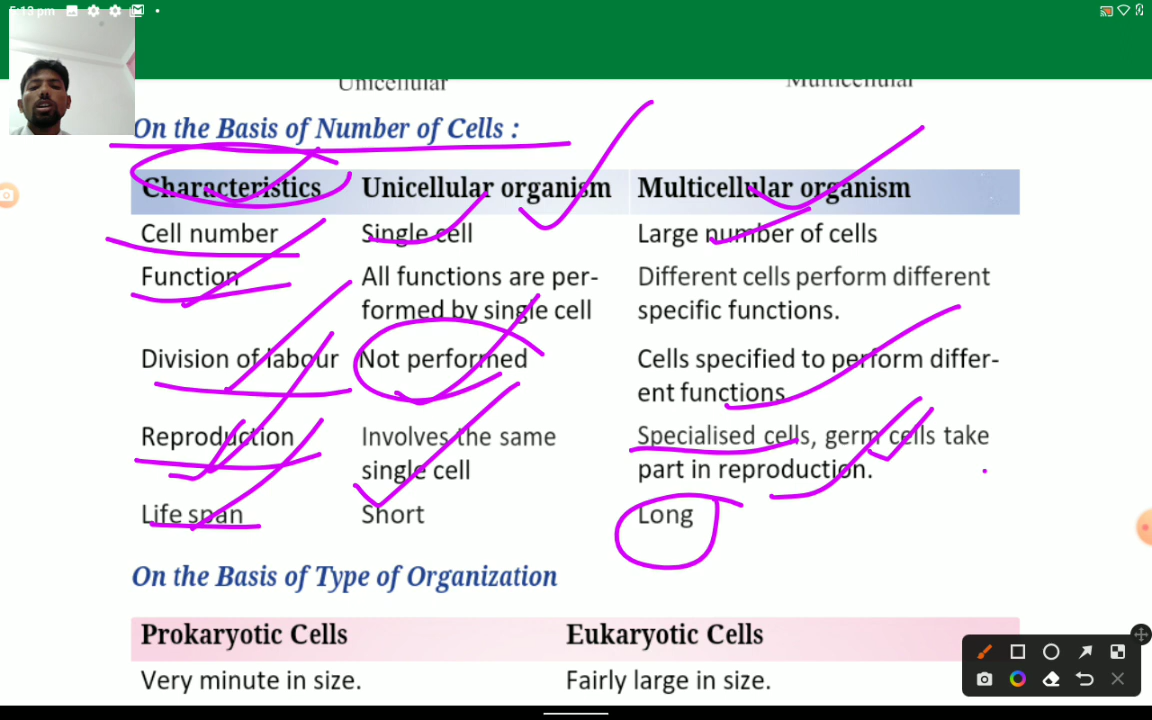 5:13 pm
Unicellular Multicellular
On the Basis of Number of Cells :
Characteristics Unicellular organism Multicellular organism
Cell number Single cell Large number of cells
Function All functions are per- Different cells perform different
formed by single cell specific functions.
Division of labour Not performed Cells specified to perform differ-
ent functions
Reproduction Involves the same Specialised cells, germ cells take
single cell part in reproduction.
Life span Short Long
On the Basis of Type of Organization
Prokaryotic Cells Eukaryotic Cells
Very minute in size. Fairly large in size.